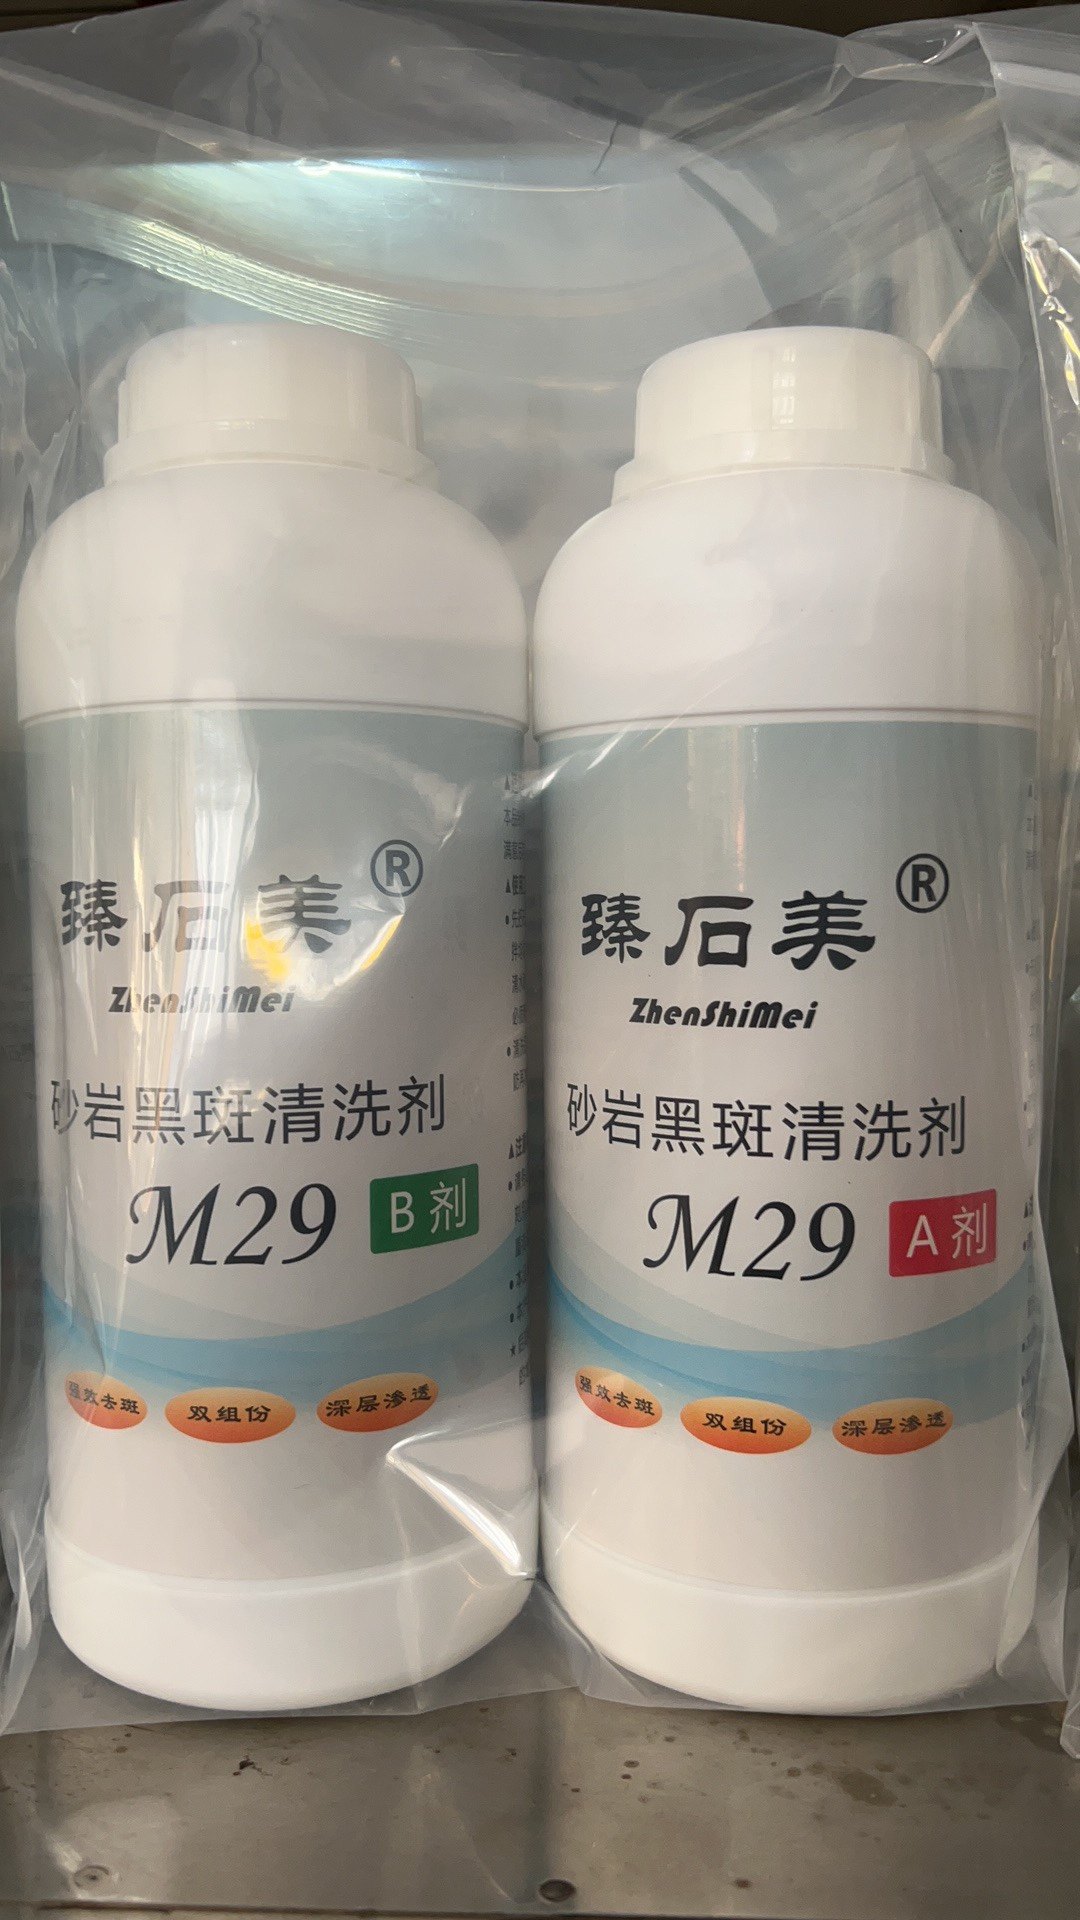 臻石美®
ZhenShiMei
砂岩黑斑清洗剂
M29 B剂
强效去斑 双组份 深层渗透
臻石美®
ZhenShiMei
砂岩黑斑清洗剂
M29 A剂
强效去斑 双组份 深层渗透